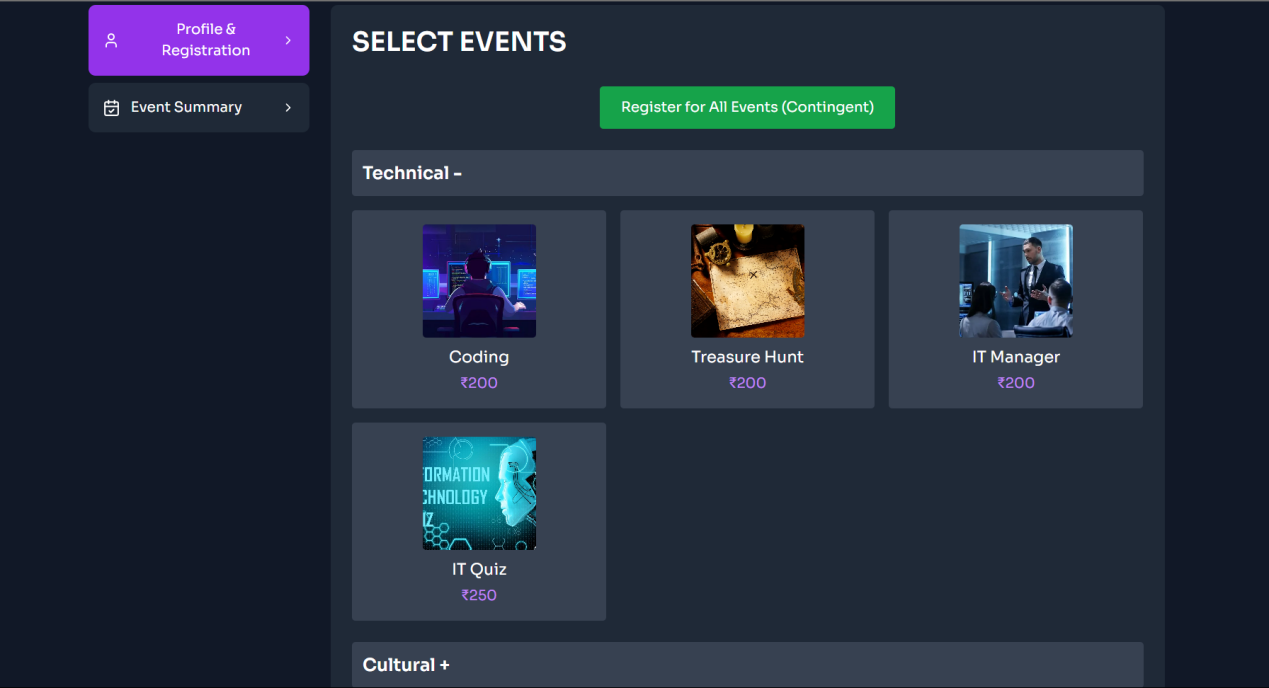 Profile &
Registration
Event Summary
SELECT EVENTS
Register for All Events (Contingent)
Technical -
Coding
₹200
Treasure Hunt
₹200
IT Manager
₹200
FORMATION
CHNOLOGY
IZ
IT Quiz
₹250
Cultural +